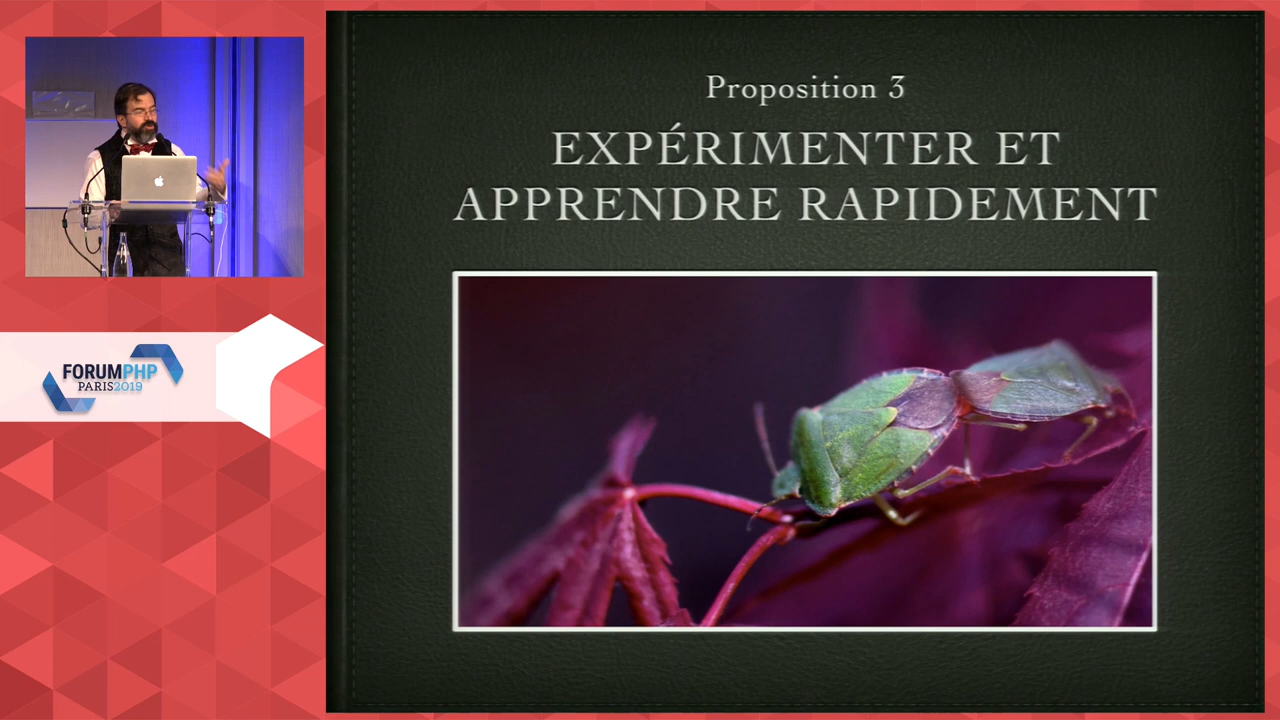 Proposition 3
EXPÉRIMENTER ET
APPRENDRE RAPIDEMENT
FORUMPHP
PARIS2019